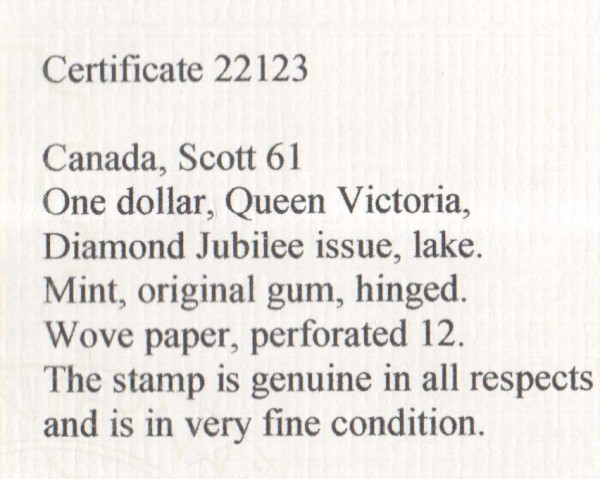 Certificate 22123
Canada, Scott 61
One dollar, Queen Victoria,
Diamond Jubilee issue, lake.
Mint, original gum, hinged.
Wove paper, perforated 12.
The stamp is genuine in all respects
and is in very fine condition.